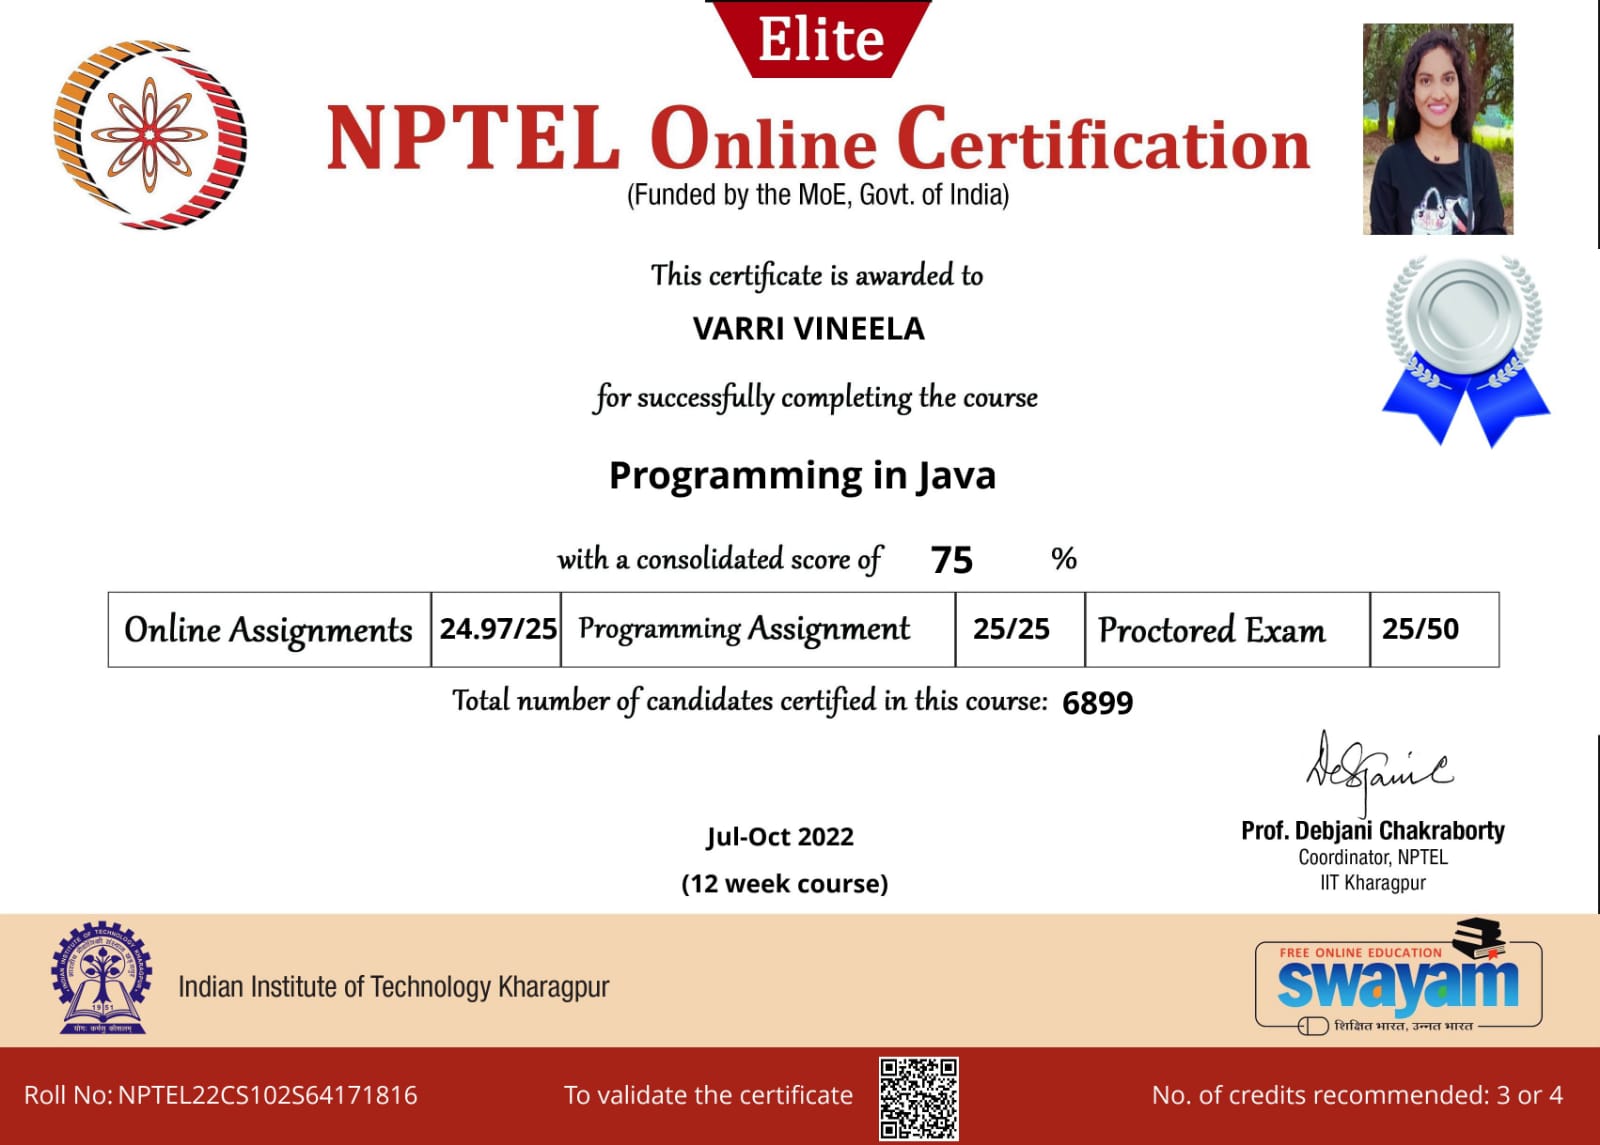 Elite
NPTEL Online Certification
(Funded by the MoE, Govt. of India)
This certificate is awarded to
VARRI VINEELA
for successfully completing the course
Programming in Java
with a consolidated score of 75 %
Online Assignments 24.97/25 Programming Assignment 25/25 Proctored Exam 25/50
Total number of candidates certified in this course: 6899
Jul-Oct 2022
(12 week course)
Prof. Debjani Chakraborty
Coordinator, NPTEL
IIT Kharagpur
INDIAN INSTITUTE OF TECHNOLOGY KHARAGPUR
1951
योगः कर्मसु कौशलम्
Indian Institute of Technology Kharagpur
FREE ONLINE EDUCATION
swayam
शिक्षित भारत, उन्नत भारत
Roll No: NPTEL22CS102S64171816
To validate the certificate
No. of credits recommended: 3 or 4